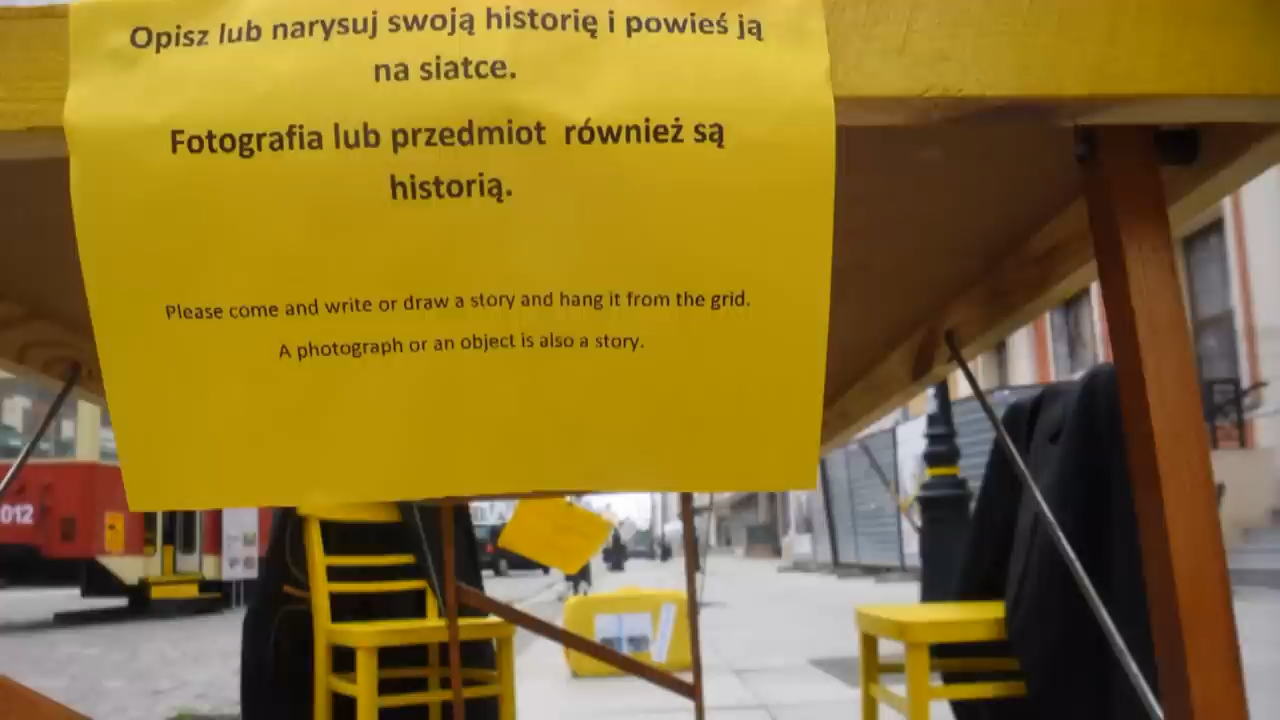 Opisz lub narysuj swoją historię i powieś ją
na siatce.
Fotografia lub przedmiot również są
historią.
Please come and write or draw a story and hang it from the grid.
A photograph or an object is also a story.
012